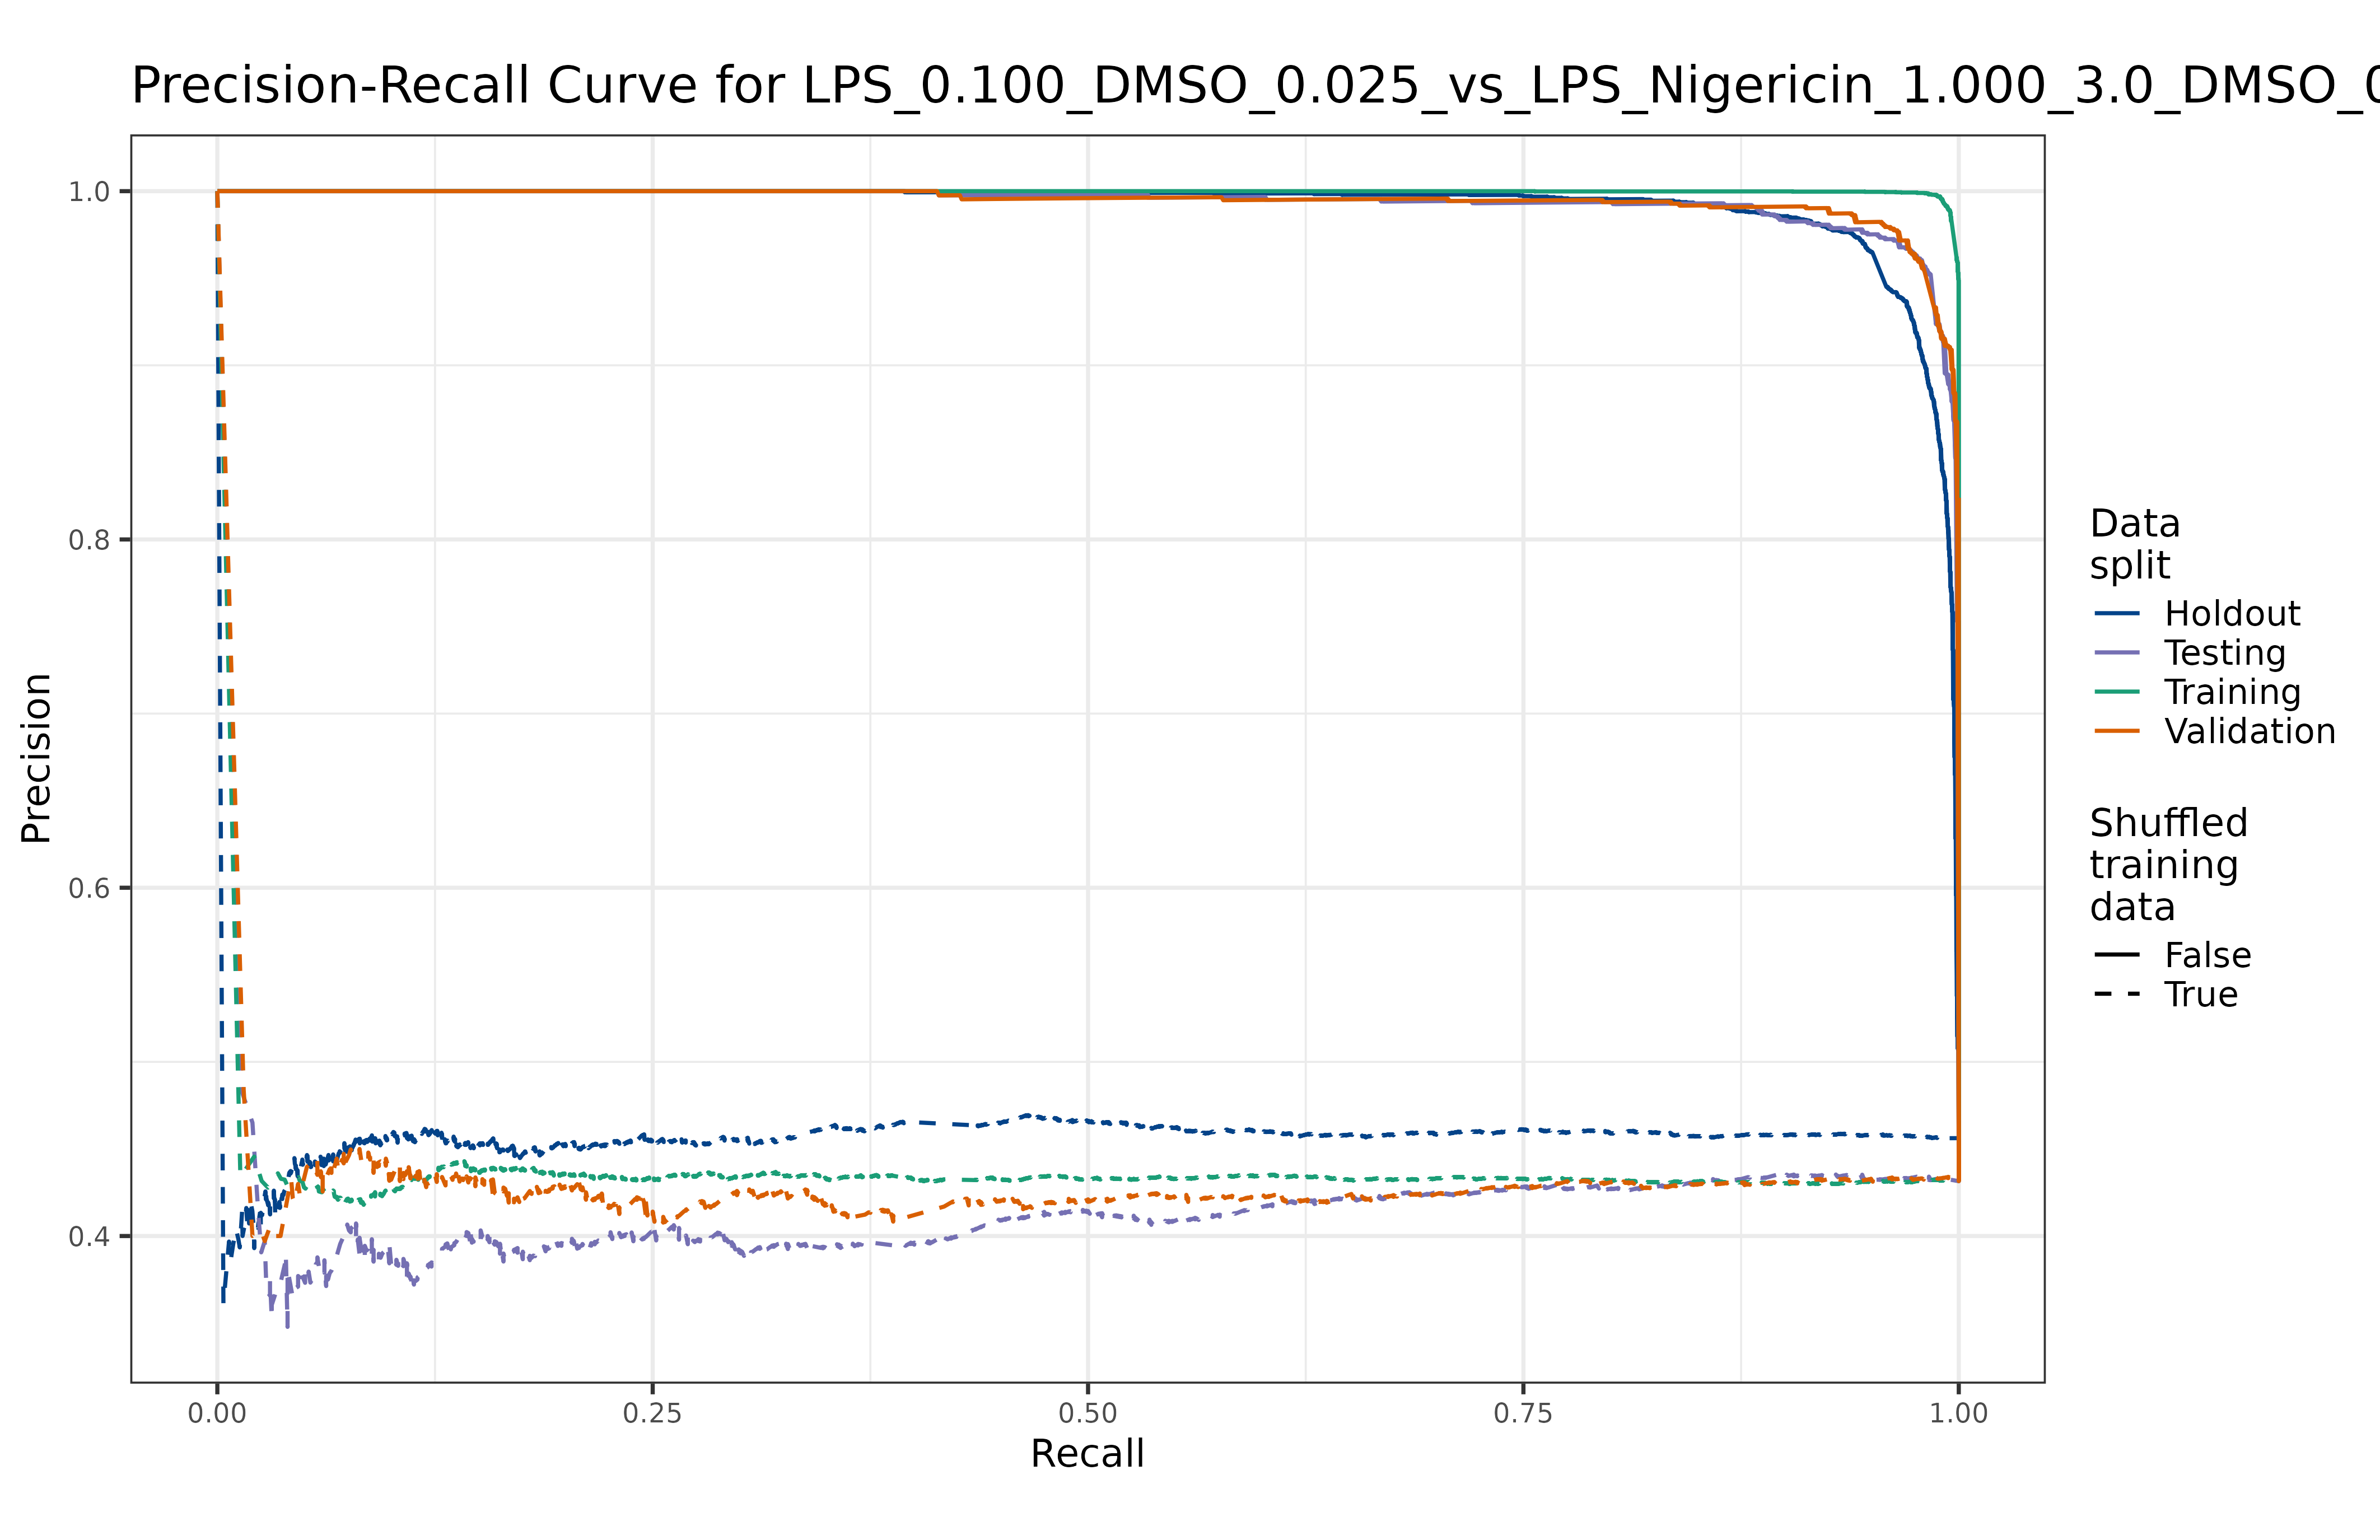 Precision-Recall Curve for LPS_0.100_DMSO_0.025_vs_LPS_Nigericin_1.000_3.0_DMSO_
Precision
1.0
0.8
0.6
0.4
0.00 0.25 0.50 0.75 1.00
Recall
Data
split
Holdout
Testing
Training
Validation
Shuffled
training
data
False
True